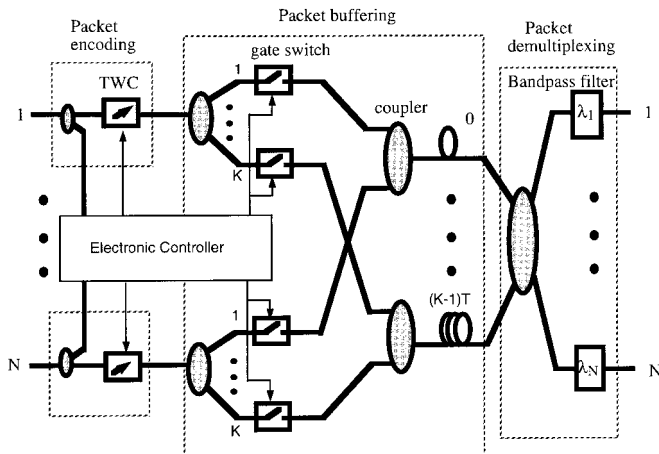 Packet buffering
Packet
encoding
Packet
demultiplexing
gate switch
TWC
Bandpass filter
coupler
1
1
0
λ1
1
K
Electronic Controller
1
(K-1)T
N
λN
N
K